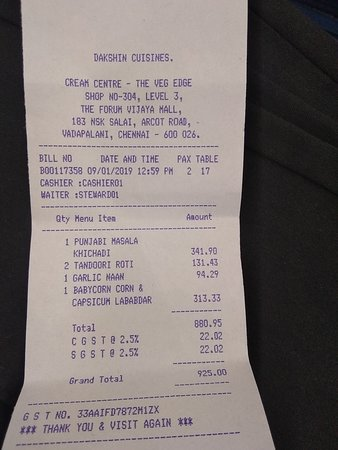 DAKSHIN CUISINES.
CREAM CENTRE - THE VEG EDGE
SHOP NO-304, LEVEL 3,
THE FORUM VIJAYA MALL,
183 NSK SALAI, ARCOT ROAD,
VADAPALANI, CHENNAI - 600 026.
BILL NO DATE AND TIME PAX TABLE
B00117358 09/01/2019 12:59 PM 2 17
CASHIER :CASHIER01
WAITER :STEWARD01
Qty Menu Item Amount
1 PUNJABI MASALA
KHICHADI 341.90
2 TANDOORI ROTI 131.43
1 GARLIC NAAN 94.29
1 BABYCORN CORN &
CAPSICUM LABABDAR 313.33
Total 880.95
C G S T @ 2.5% 22.02
S G S T @ 2.5% 22.02
Grand Total 925.00
G S T NO. 33AAIFD7872M1ZX
*** THANK YOU & VISIT AGAIN ***